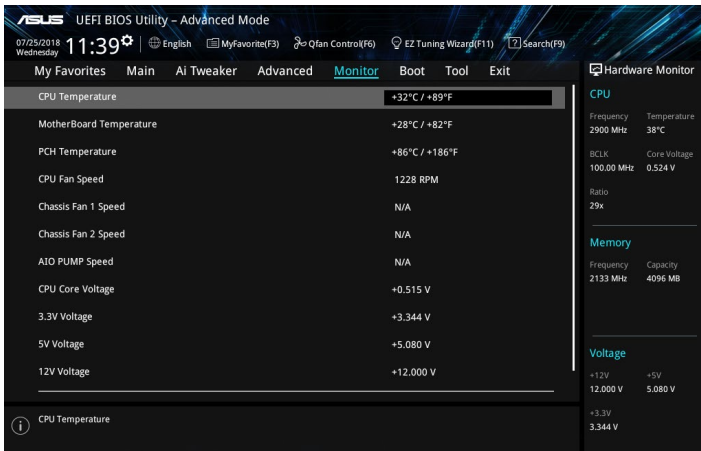 ASUS UEFI BIOS Utility – Advanced Mode
07/25/2018 Wednesday 11:39 English MyFavorite(F3) Qfan Control(F6) EZ Tuning Wizard(F11) ? Search(F9)
My Favorites Main Ai Tweaker Advanced Monitor Boot Tool Exit
CPU Temperature +32°C / +89°F
MotherBoard Temperature +28°C / +82°F
PCH Temperature +86°C / +186°F
CPU Fan Speed 1228 RPM
Chassis Fan 1 Speed N/A
Chassis Fan 2 Speed N/A
AIO PUMP Speed N/A
CPU Core Voltage +0.515 V
3.3V Voltage +3.344 V
5V Voltage +5.080 V
12V Voltage +12.000 V
i CPU Temperature
Hardware Monitor
CPU
Frequency Temperature
2900 MHz 38°C
BCLK Core Voltage
100.00 MHz 0.524 V
Ratio
29x
Memory
Frequency Capacity
2133 MHz 4096 MB
Voltage
+12V +5V
12.000 V 5.080 V
+3.3V
3.344 V